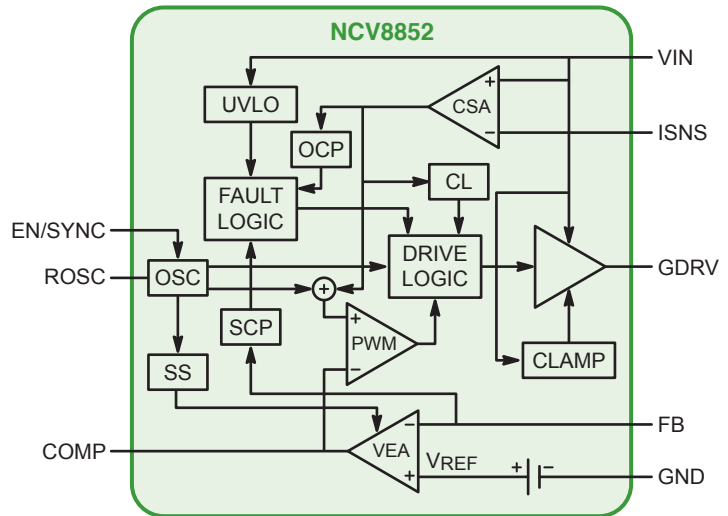 NCV8852
VIN
UVLO
+
CSA
−
ISNS
OCP
FAULT
LOGIC
CL
EN/SYNC
DRIVE
LOGIC
ROSC
OSC
GDRV
+
SCP
+
PWM
−
SS
CLAMP
COMP
−
VEA
+
FB
VREF
+
−
GND